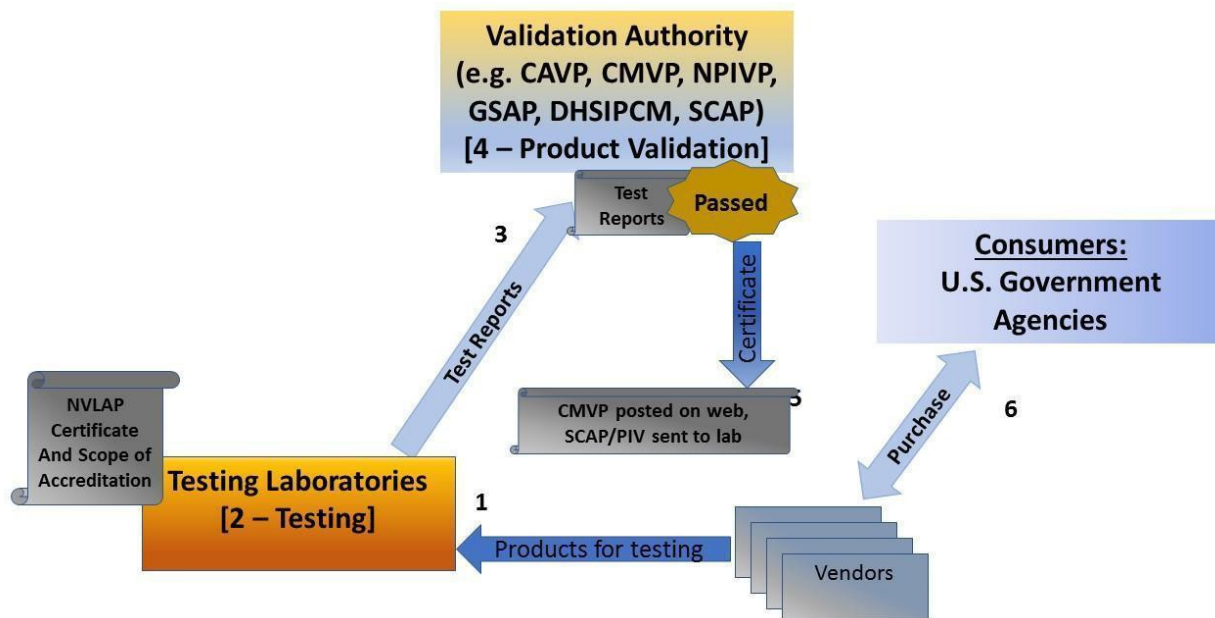 Validation Authority
(e.g. CAVP, CMVP, NPIVP,
GSAP, DHSIPCM, SCAP)
[4 – Product Validation]
Test
Reports
Passed
3
Test Reports
Certificate
Consumers:
U.S. Government
Agencies
NVLAP
Certificate
And Scope of
Accreditation
5
CMVP posted on web,
SCAP/PIV sent to lab
6
Purchase
Testing Laboratories
[2 – Testing]
1
Products for testing
Vendors